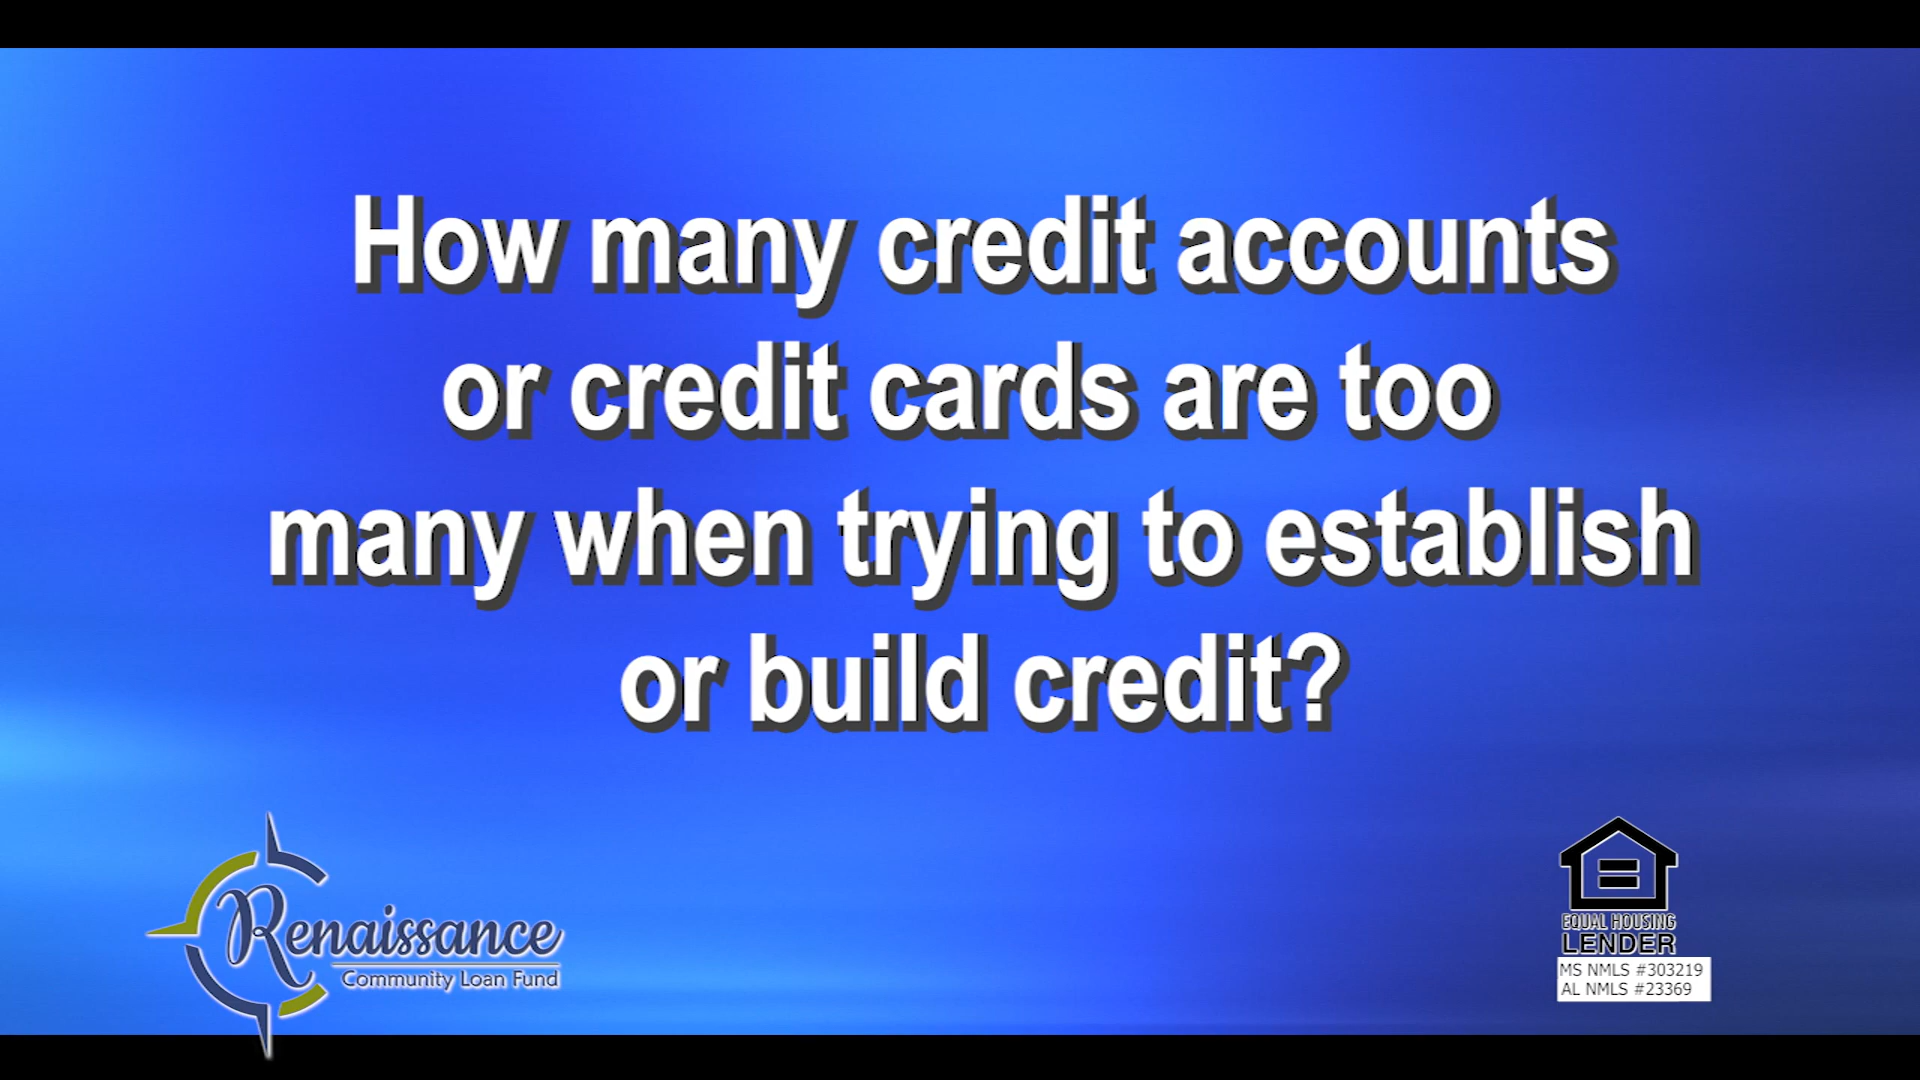 How many credit accounts
or credit cards are too
many when trying to establish
or build credit?
Renaissance
Community Loan Fund
EQUAL HOUSING
LENDER
MS NMLS #303219
AL NMLS #23369